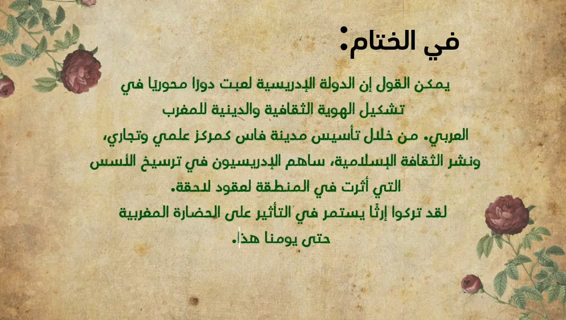 في الختام:
يمكن القول إن الدولة الإدريسية لعبت دورًا محوريًا في
تشكيل الهوية الثقافية والدينية للمغرب
العربي. من خلال تأسيس مدينة فاس كمركز علمي وتجاري،
ونشر الثقافة الإسلامية، ساهم الإدريسيون في ترسيخ الأسس
التي أثرت في المنطقة لعقود لاحقة.
لقد تركوا إرثًا يستمر في التأثير على الحضارة المغربية
حتى يومنا هذا.